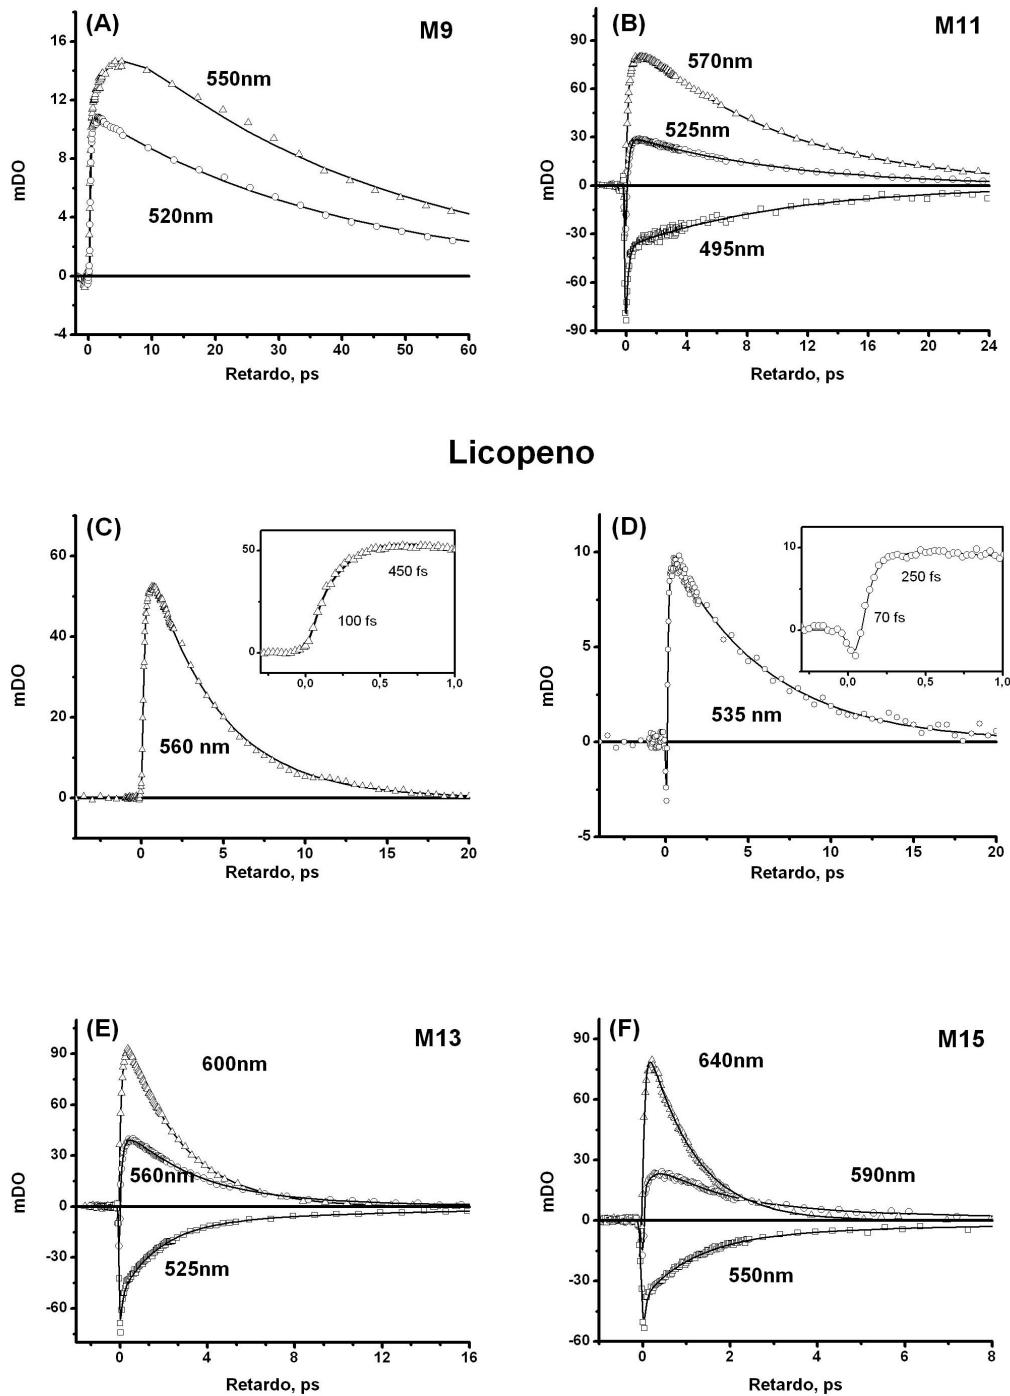 (A)
M9
550nm
520nm
16
12
8
4
0
-4
mDO
0 10 20 30 40 50 60
Retardo, ps
(B)
M11
570nm
525nm
495nm
90
60
30
0
-30
-60
-90
mDO
0 4 8 12 16 20 24
Retardo, ps
Licopeno
(C)
560 nm
60
40
20
0
mDO
0 5 10 15 20
Retardo, ps
50
0
450 fs
100 fs
0,0 0,5 1,0
(D)
535 nm
10
5
0
-5
mDO
0 5 10 15 20
Retardo, ps
10
0
250 fs
70 fs
0,0 0,5 1,0
(E)
M13
600nm
560nm
525nm
90
60
30
0
-30
-60
mDO
0 4 8 12 16
Retardo, ps
(F)
M15
640nm
590nm
550nm
90
60
30
0
-30
-60
mDO
0 2 4 6 8
Retardo, ps